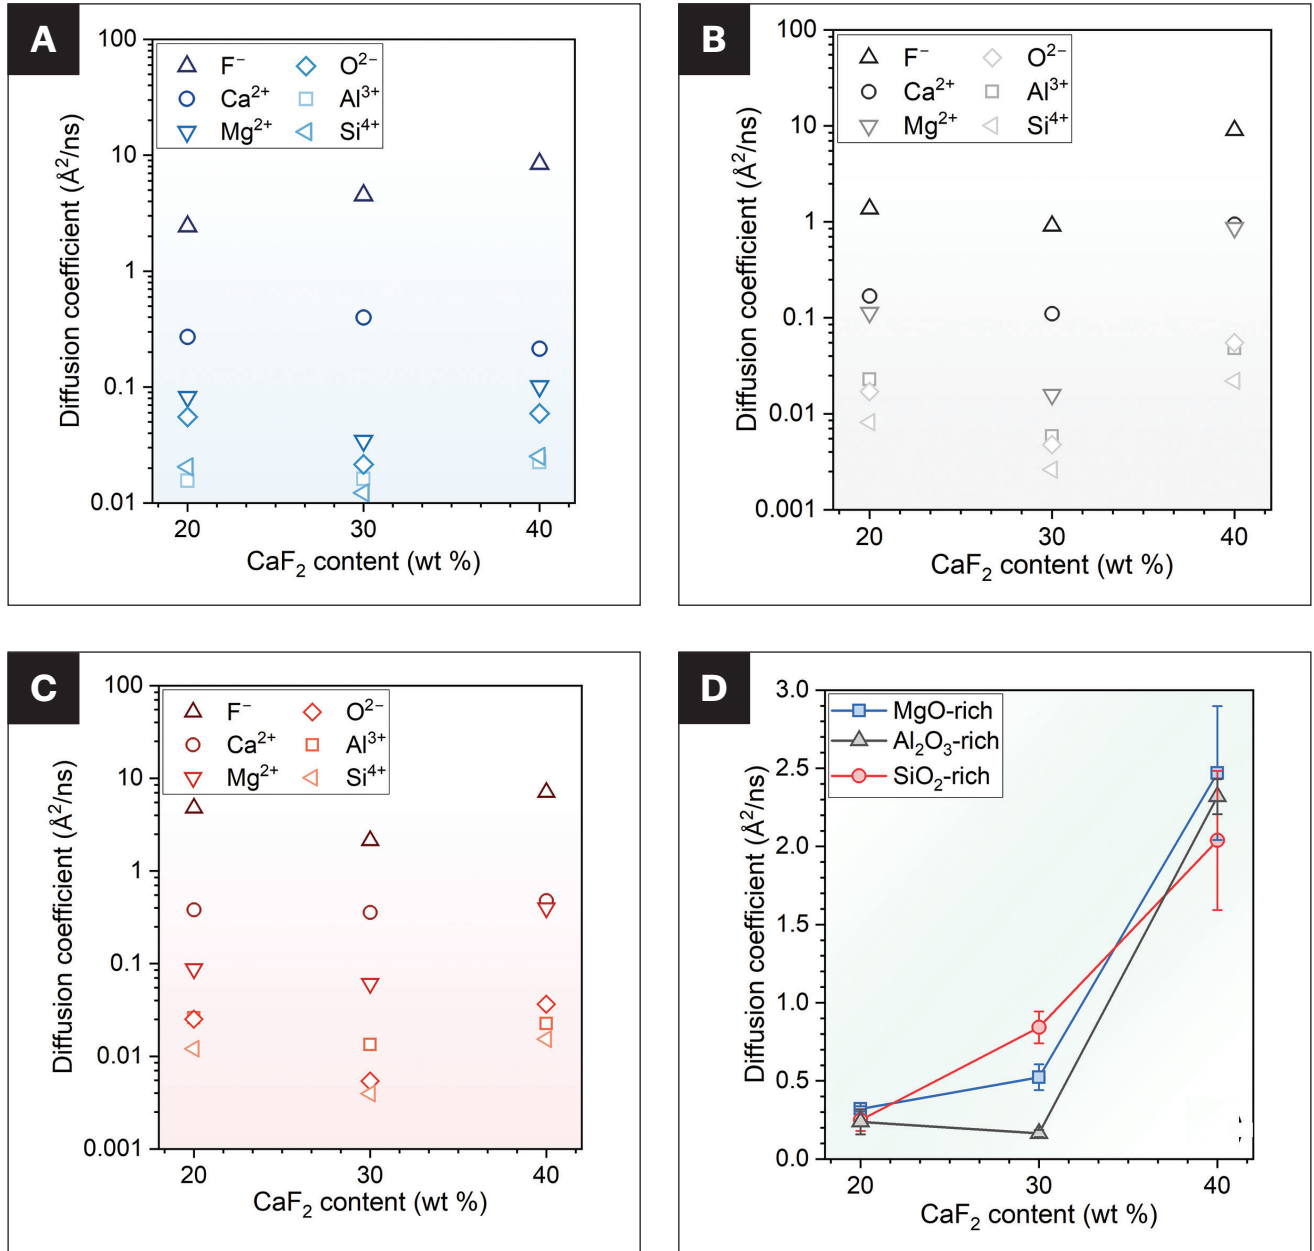 A
100
10
1
0.1
0.01
F⁻
O²⁻
Ca²⁺
Al³⁺
Mg²⁺
Si⁴⁺
Diffusion coefficient (Å²/ns)
20
30
40
CaF₂ content (wt %)
B
100
10
1
0.1
0.01
0.001
F⁻
O²⁻
Ca²⁺
Al³⁺
Mg²⁺
Si⁴⁺
Diffusion coefficient (Å²/ns)
20
30
40
CaF₂ content (wt %)
C
100
10
1
0.1
0.01
0.001
F⁻
O²⁻
Ca²⁺
Al³⁺
Mg²⁺
Si⁴⁺
Diffusion coefficient (Å²/ns)
20
30
40
CaF₂ content (wt %)
D
3.0
2.5
2.0
1.5
1.0
0.5
0.0
MgO-rich
Al₂O₃-rich
SiO₂-rich
Diffusion coefficient (Å²/ns)
20
30
40
CaF₂ content (wt %)